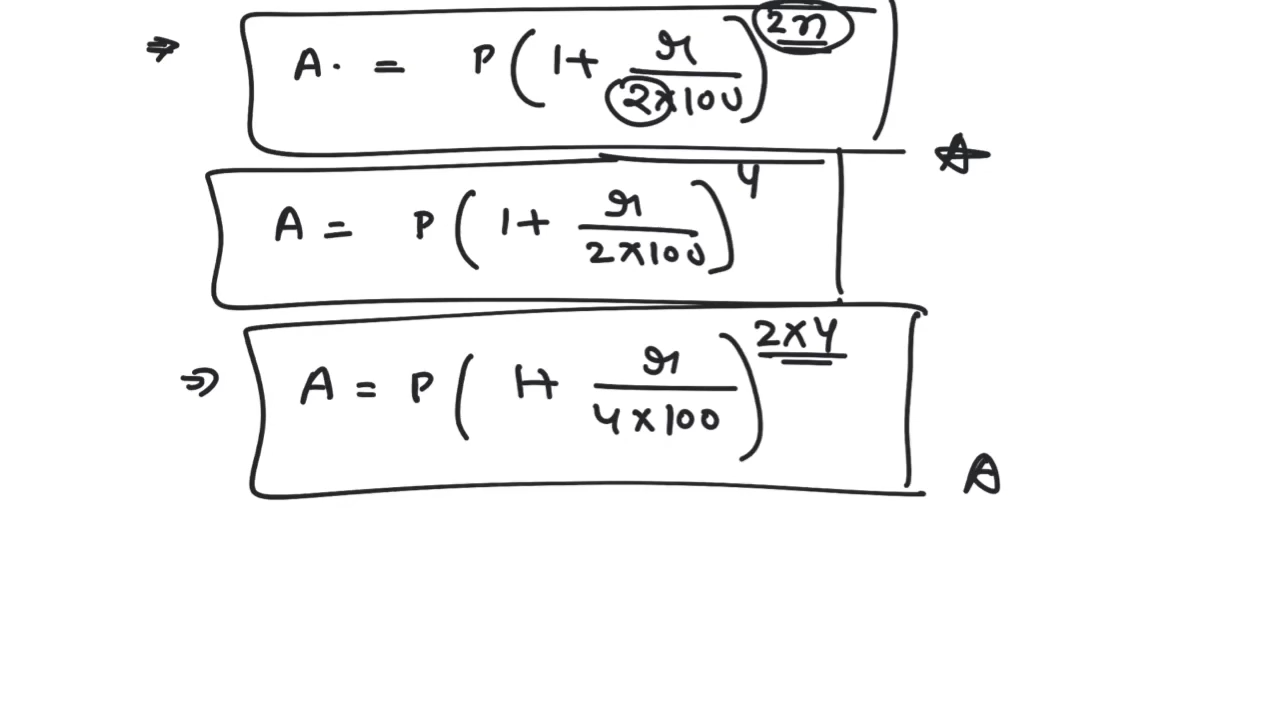 ⇒ A. = P(1+ r/2×100)^2n
A
A = P(1+ r/2×100)^4
⇒ A = P(1+ r/4×100)^2×4
A